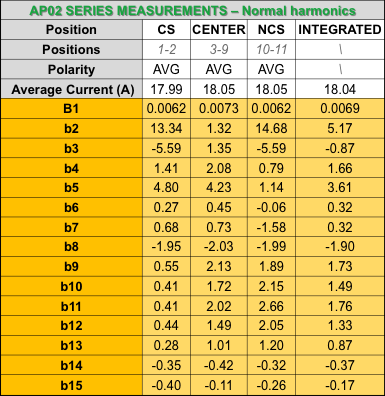 AP02 SERIES MEASUREMENTS – Normal harmonics
Position CS CENTER NCS INTEGRATED
Positions 1-2 3-9 10-11 \
Polarity AVG AVG AVG \
Average Current (A) 17.99 18.05 18.05 18.04
B1 0.0062 0.0073 0.0062 0.0069
b2 13.34 1.32 14.68 5.17
b3 -5.59 1.35 -5.59 -0.87
b4 1.41 2.08 0.79 1.66
b5 4.80 4.23 1.14 3.61
b6 0.27 0.45 -0.06 0.32
b7 0.68 0.73 -1.58 0.32
b8 -1.95 -2.03 -1.99 -1.90
b9 0.55 2.13 1.89 1.73
b10 0.41 1.72 2.15 1.49
b11 0.41 2.02 2.66 1.76
b12 0.44 1.49 2.05 1.33
b13 0.28 1.01 1.20 0.87
b14 -0.35 -0.42 -0.32 -0.37
b15 -0.40 -0.11 -0.26 -0.17